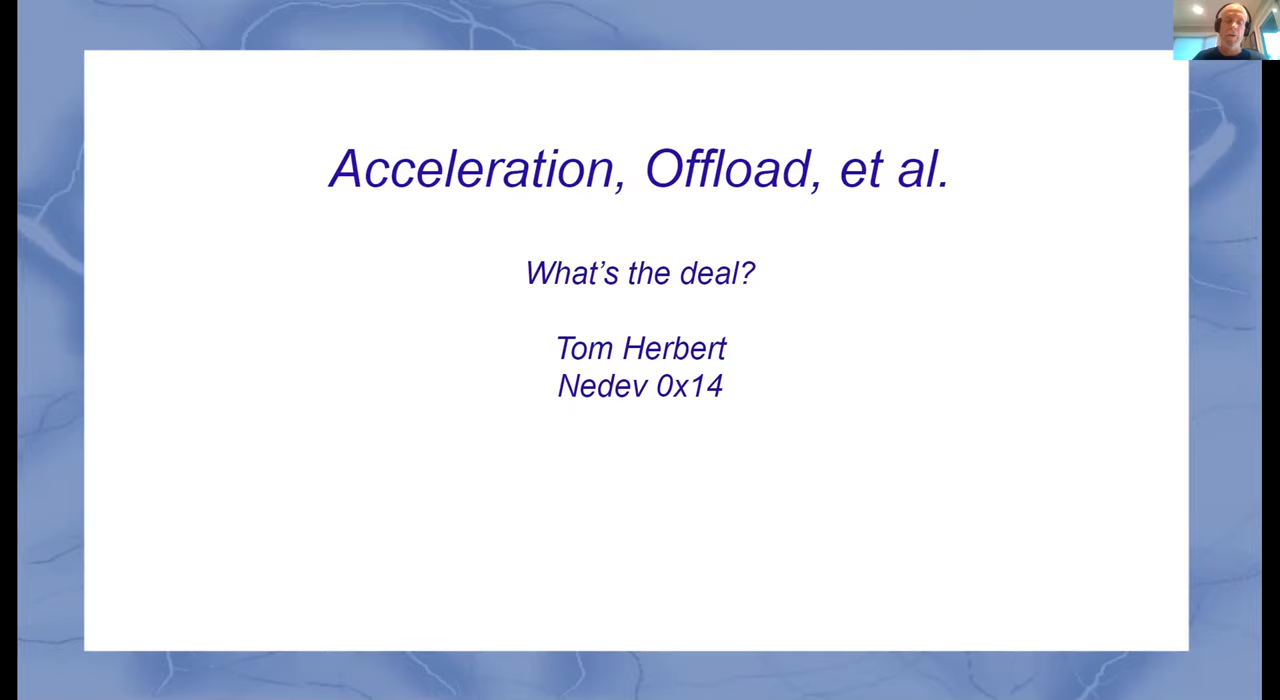 Acceleration, Offload, et al.
What's the deal?
Tom Herbert
Nedev 0x14